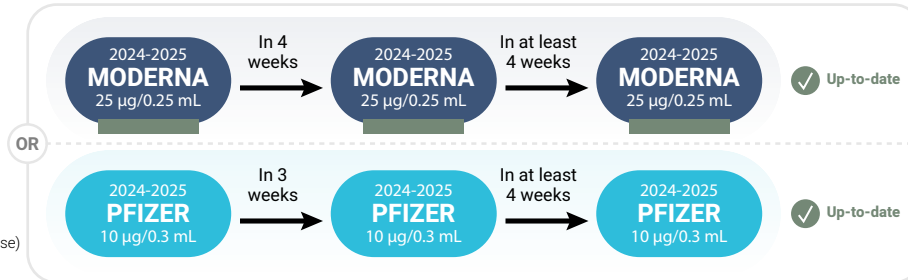 In 4
weeks
In at least
4 weeks
2024-2025
MODERNA
25 µg/0.25 mL
2024-2025
MODERNA
25 µg/0.25 mL
2024-2025
MODERNA
25 µg/0.25 mL
Up-to-date
OR
In 3
weeks
In at least
4 weeks
2024-2025
PFIZER
10 µg/0.3 mL
2024-2025
PFIZER
10 µg/0.3 mL
2024-2025
PFIZER
10 µg/0.3 mL
Up-to-date
se)